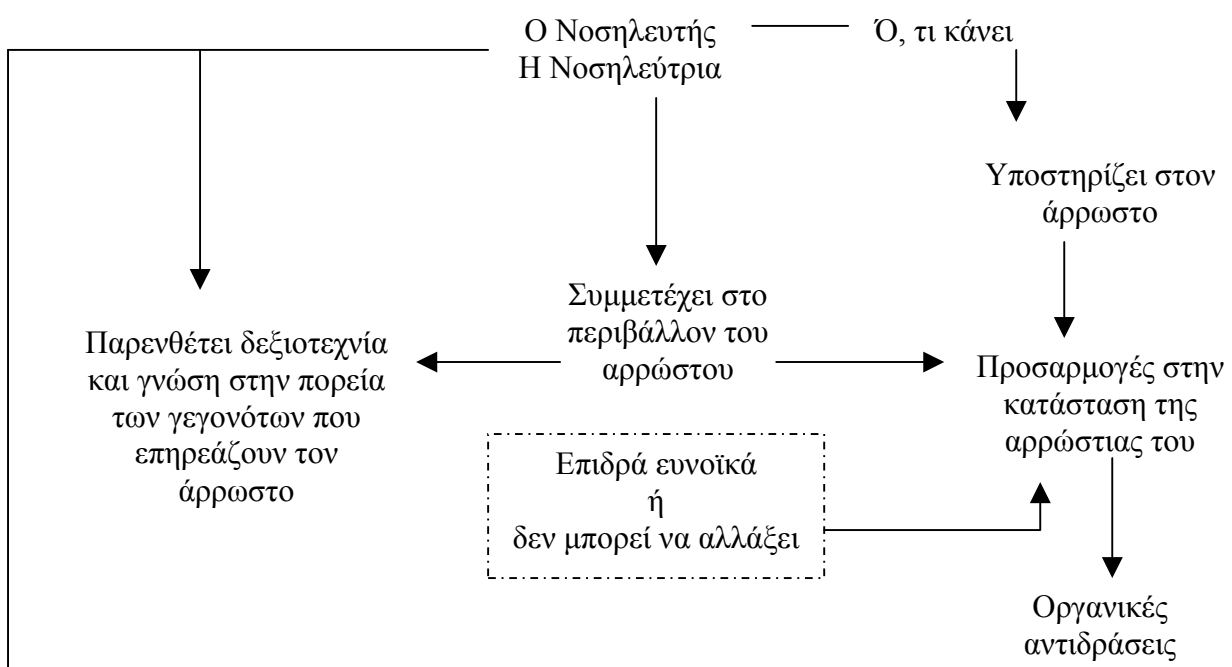 Ο Νοσηλευτής
Η Νοσηλεύτρια
Ό, τι κάνει
Υποστηρίζει στον
άρρωστο
Συμμετέχει στο
περιβάλλον του
αρρώστου
Παρενθέτει δεξιοτεχνία
και γνώση στην πορεία
των γεγονότων που
επηρεάζουν τον
άρρωστο
Προσαρμογές στην
κατάσταση της
αρρώστιας του
Επιδρά ευνοϊκά
ή
δεν μπορεί να αλλάξει
Οργανικές
αντιδράσεις